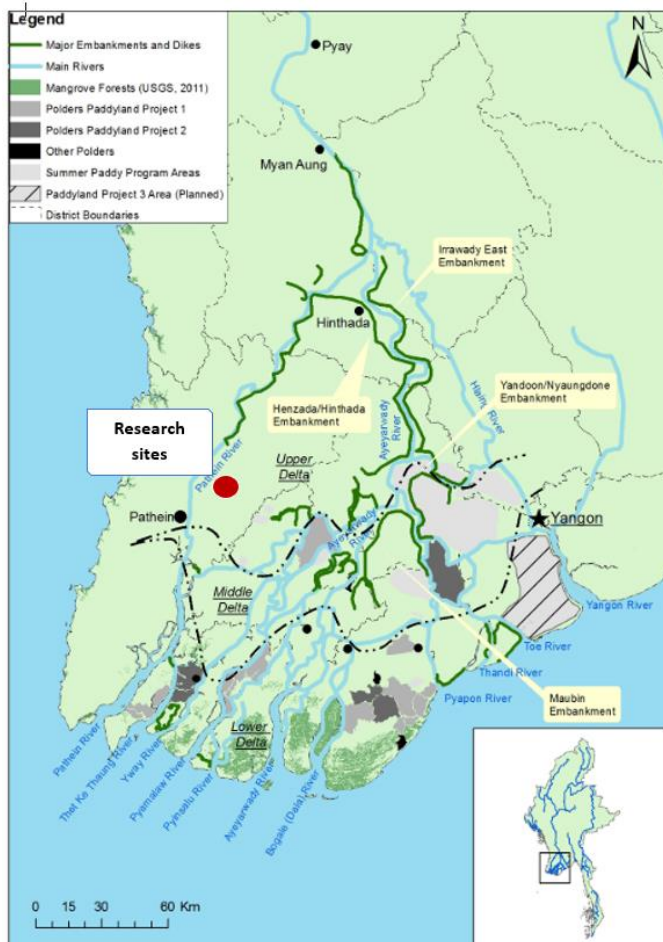 Legend
Major Embankments and Dikes
Main Rivers
Mangrove Forests (USGS, 2011)
Polders Paddyland Project 1
Polders Paddyland Project 2
Other Polders
Summer Paddy Program Areas
Paddyland Project 3 Area (Planned)
District Boundaries
N
Pyay
Myan Aung
Irrawady East
Embankment
Hinthada
Henzada/Hinthada
Embankment
Ayeyarwady
River
Hlaing River
Yandoon/Nyaungdone
Embankment
Research
sites
Pathein River
Upper
Delta
Pathein
Ayeyarwady
River
Yangon
Middle
Delta
Yangon River
Toe River
Thandi River
Pyapon River
Maubin
Embankment
Lower
Delta
Pathein River
Thet Ke Thaung River
Yway River
Pyamalaw River
Pyinsalu River
Ayeyarwady River
Bogale (Dala) River
0 15 30 60 Km